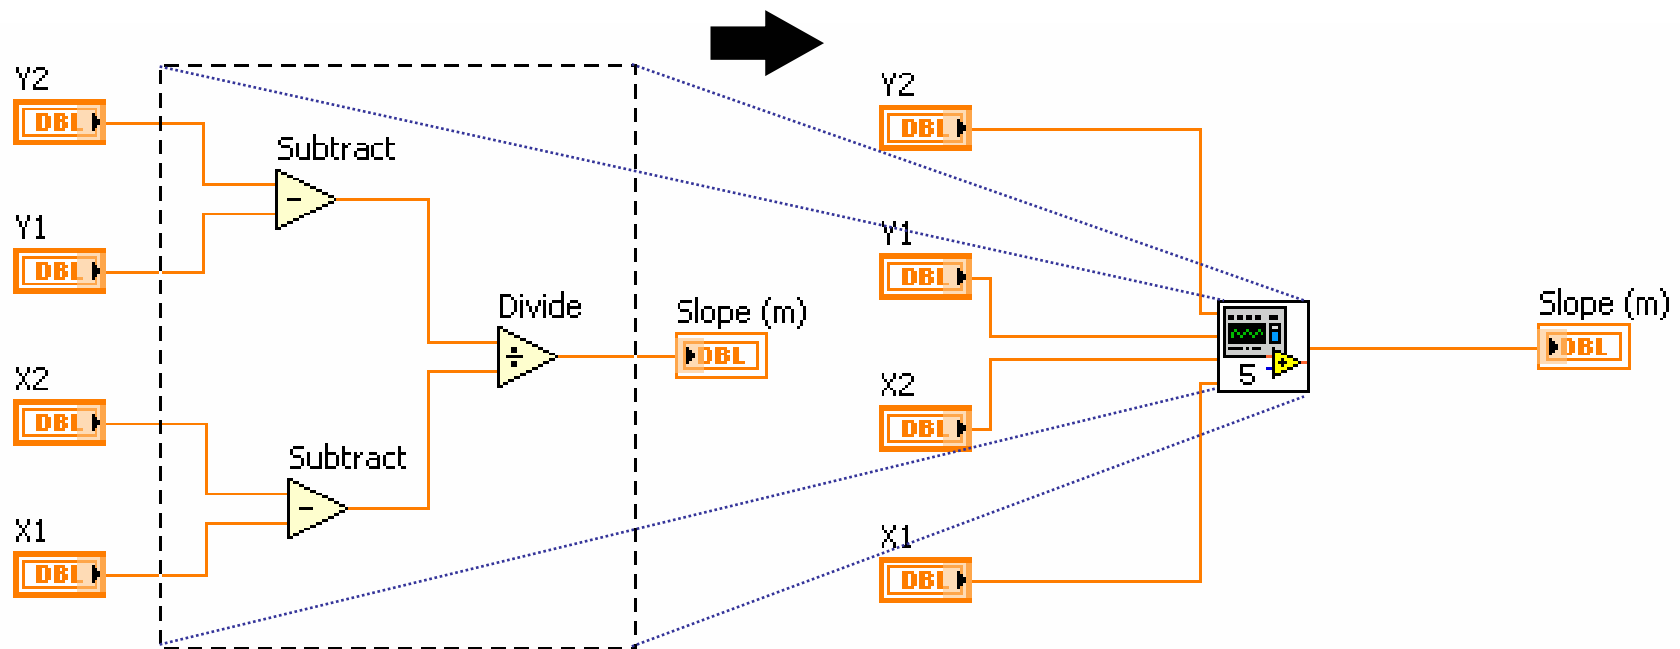 Y2
DBL
Subtract
-
Y1
DBL
Divide
÷
Slope (m)
DBL
X2
DBL
Subtract
-
X1
DBL
Y2
DBL
Y1
DBL
X2
DBL
X1
DBL
5
+
Slope (m)
DBL